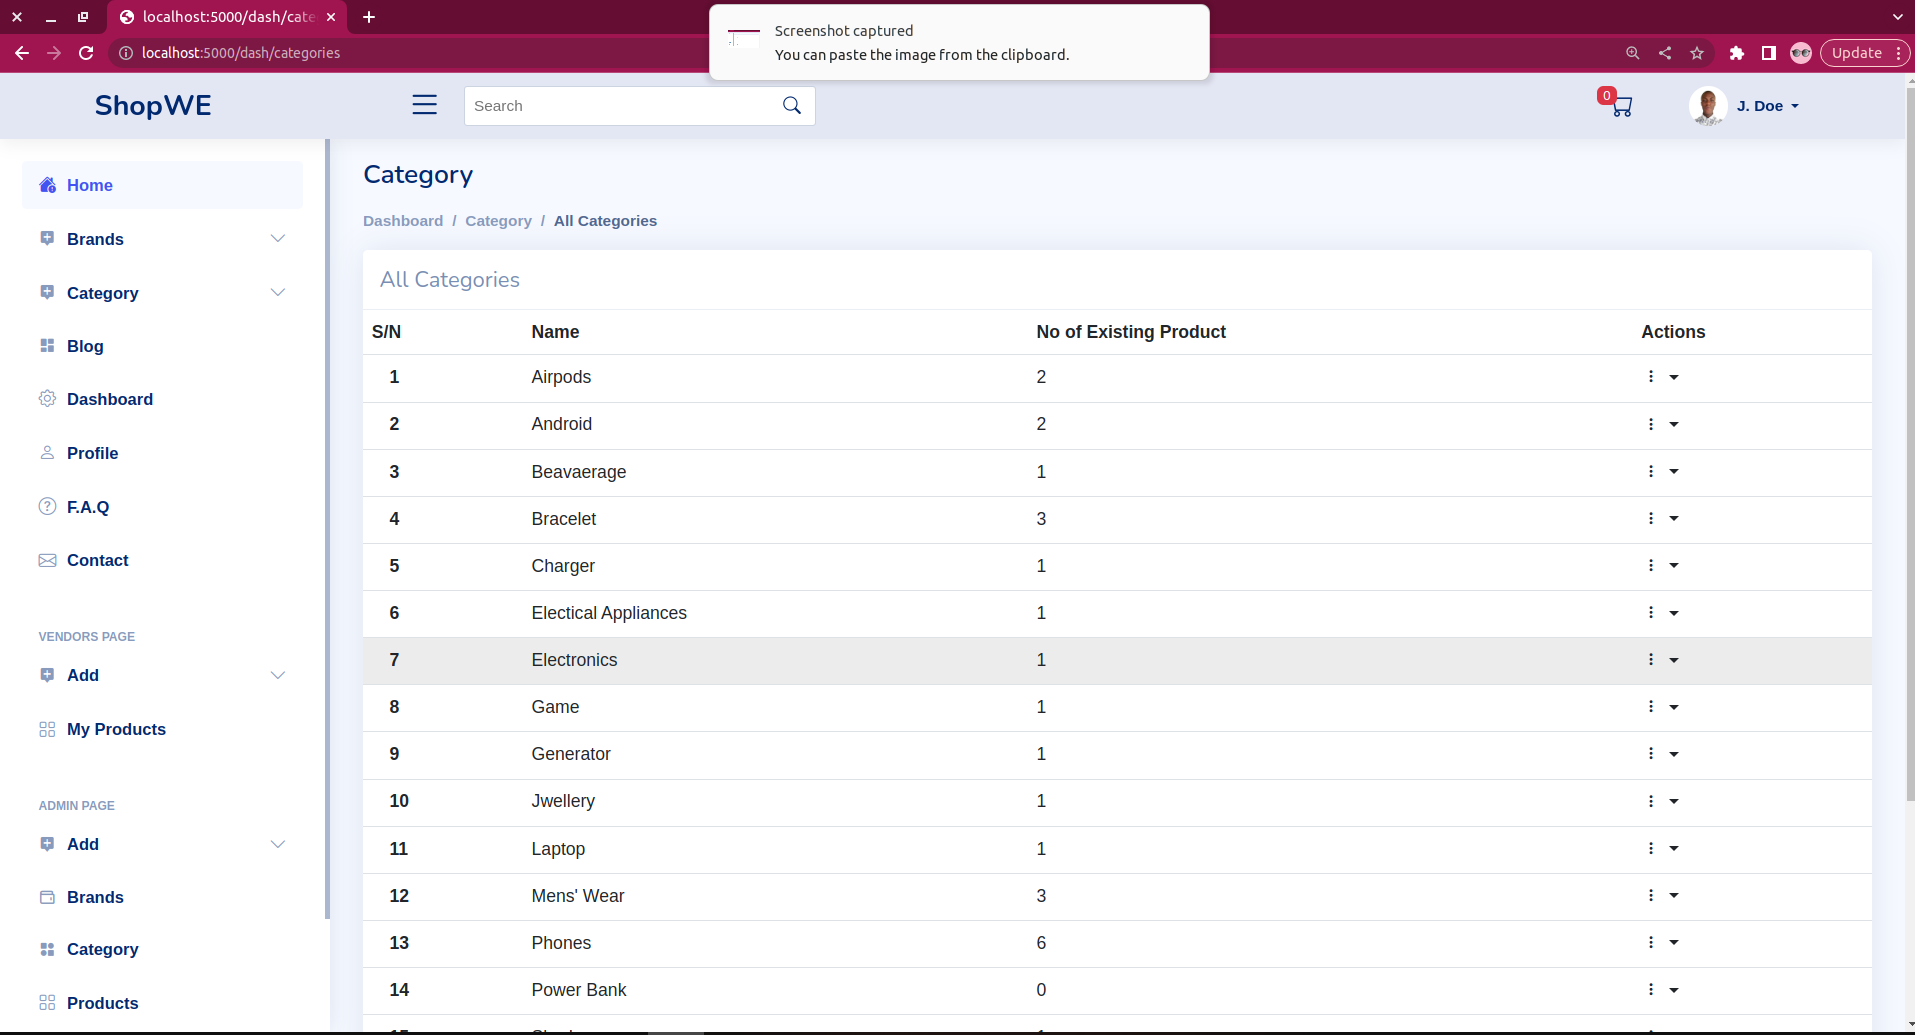 localhost:5000/dash/cate
Screenshot captured
You can paste the image from the clipboard.
localhost:5000/dash/categories
Update
ShopWE
Search
0
J. Doe
Home
Brands
Category
Blog
Dashboard
Profile
F.A.Q
Contact
VENDORS PAGE
Add
My Products
ADMIN PAGE
Add
Brands
Category
Products
Category
Dashboard / Category / All Categories
All Categories
S/N Name No of Existing Product Actions
1 Airpods 2
2 Android 2
3 Beavaerage 1
4 Bracelet 3
5 Charger 1
6 Electical Appliances 1
7 Electronics 1
8 Game 1
9 Generator 1
10 Jwellery 1
11 Laptop 1
12 Mens' Wear 3
13 Phones 6
14 Power Bank 0